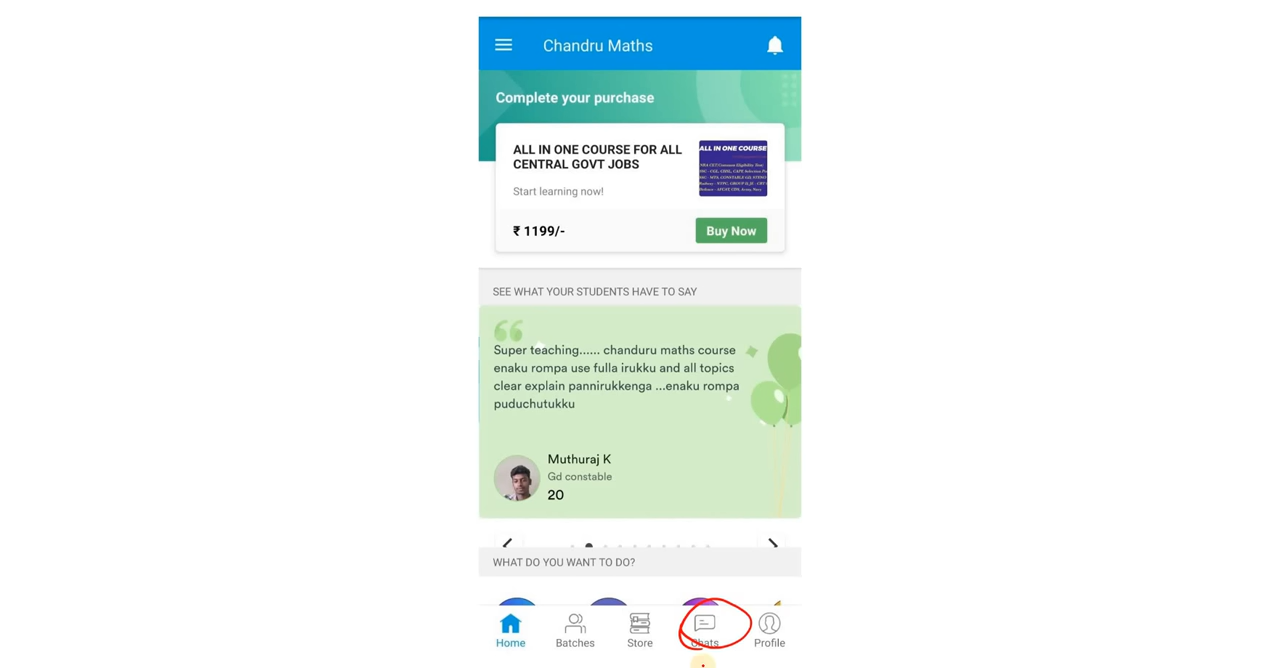 Chandru Maths
Complete your purchase
ALL IN ONE COURSE FOR ALL
CENTRAL GOVT JOBS
ALL IN ONE COURSE
Start learning now!
₹ 1199/-
Buy Now
SEE WHAT YOUR STUDENTS HAVE TO SAY
Super teaching...... chanduru maths course
enaku rompa use fulla irukku and all topics
clear explain pannirukkenga ...enaku rompa
puduchutukku
Muthuraj K
Gd constable
20
WHAT DO YOU WANT TO DO?
Home
Batches
Store
Chats
Profile